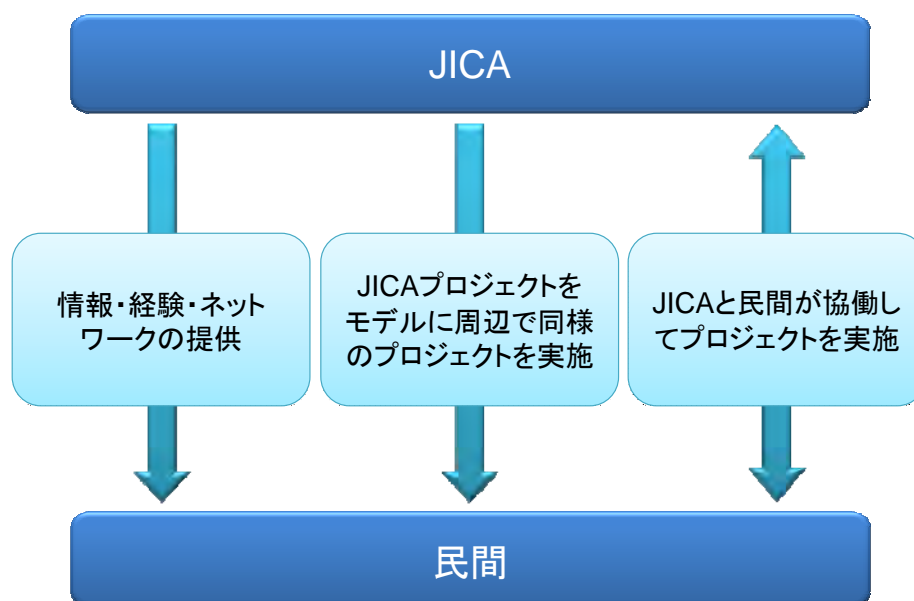 JICA
情報・経験・ネット
ワークの提供
JICAプロジェクトを
モデルに周辺で同様
のプロジェクトを実施
JICAと民間が協働し
てプロジェクトを実施
民間